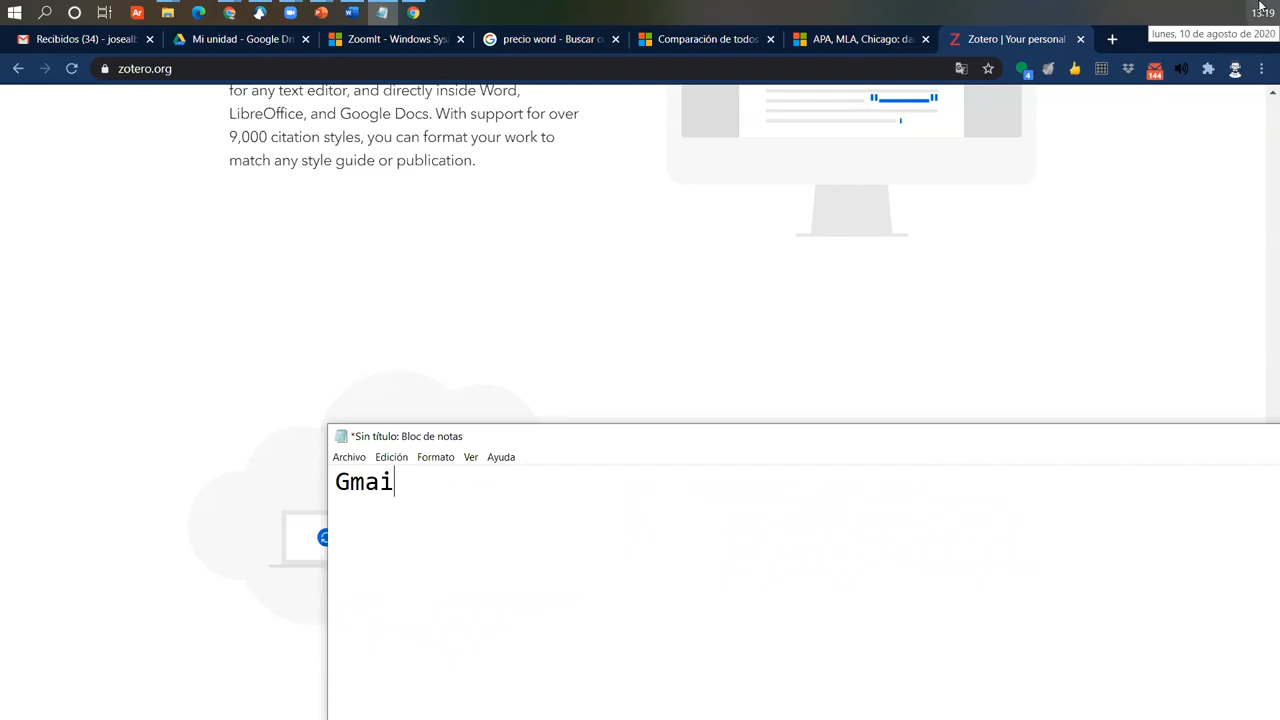 13:19
Recibidos (34) - josealb
Mi unidad - Google Dri
ZoomIt - Windows Sys
precio word - Buscar c
Comparación de todos
APA, MLA, Chicago: da
Zotero | Your personal
lunes, 10 de agosto de 2020
zotero.org
4
144
for any text editor, and directly inside Word,
LibreOffice, and Google Docs. With support for over
9,000 citation styles, you can format your work to
match any style guide or publication.
*Sin título: Bloc de notas
Archivo Edición Formato Ver Ayuda
Gmai